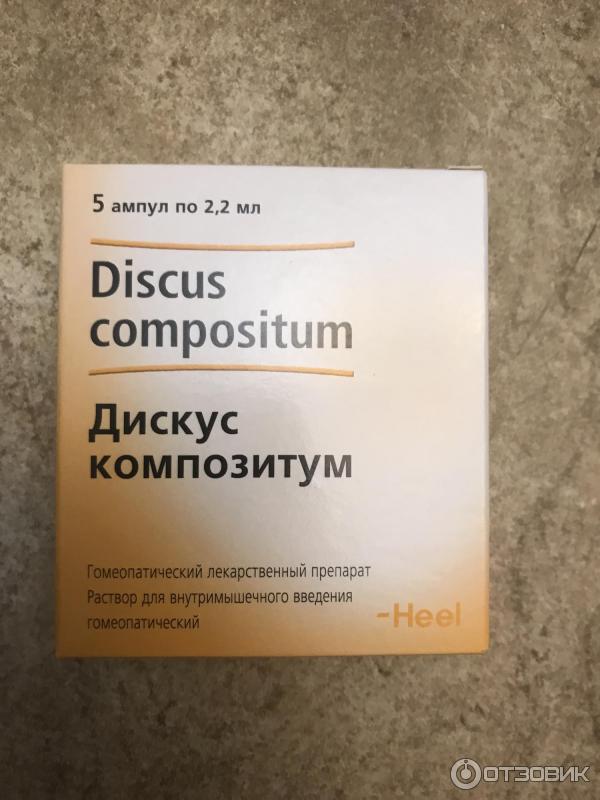 5 ампул по 2,2 мл
Discus
compositum
Дискус
композитум
Гомеопатический лекарственный препарат
Раствор для внутримышечного введения
гомеопатический
-Heel
ОТЗОВИК